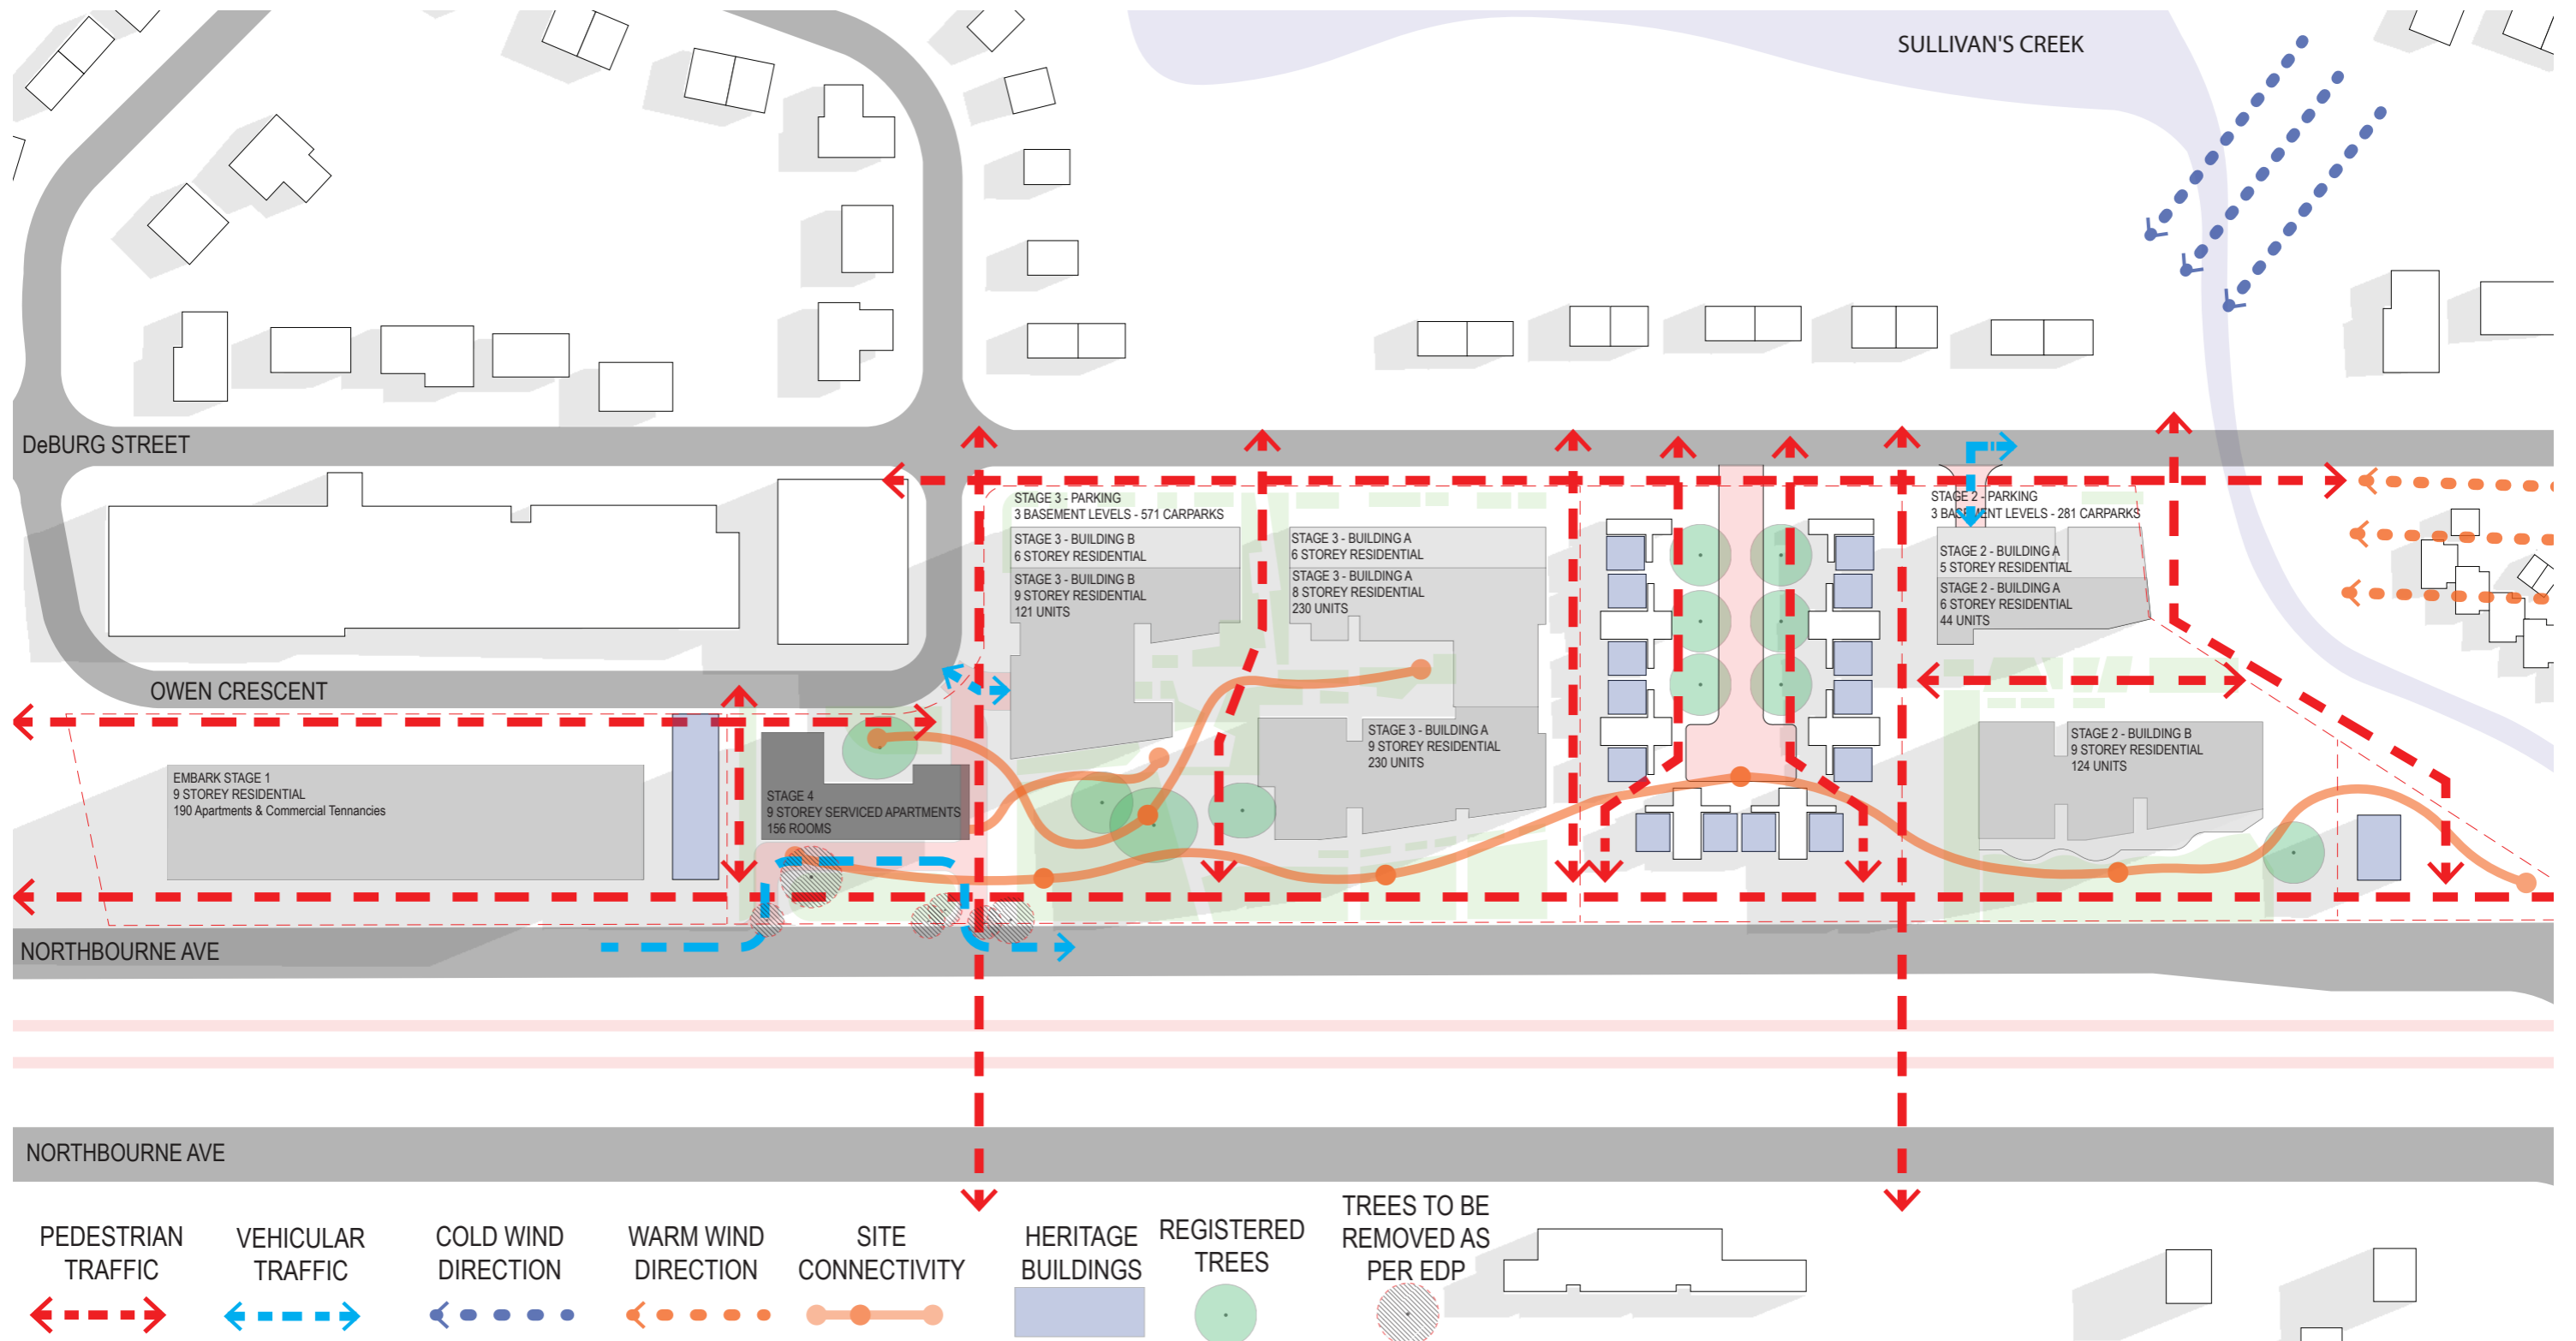 SULLIVAN'S CREEK
DeBURG STREET
STAGE 3 - PARKING
3 BASEMENT LEVELS - 571 CARPARKS
STAGE 3 - BUILDING B
6 STOREY RESIDENTIAL
STAGE 3 - BUILDING B
9 STOREY RESIDENTIAL
121 UNITS
STAGE 3 - BUILDING A
6 STOREY RESIDENTIAL
STAGE 3 - BUILDING A
8 STOREY RESIDENTIAL
230 UNITS
STAGE 2 - PARKING
3 BASEMENT LEVELS - 281 CARPARKS
STAGE 2 - BUILDING A
5 STOREY RESIDENTIAL
STAGE 2 - BUILDING A
6 STOREY RESIDENTIAL
44 UNITS
OWEN CRESCENT
STAGE 3 - BUILDING A
9 STOREY RESIDENTIAL
230 UNITS
STAGE 2 - BUILDING B
9 STOREY RESIDENTIAL
124 UNITS
EMBARK STAGE 1
9 STOREY RESIDENTIAL
190 Apartments & Commercial Tennancies
STAGE 4
9 STOREY SERVICED APARTMENTS
156 ROOMS
NORTHBOURNE AVE
NORTHBOURNE AVE
PEDESTRIAN
TRAFFIC
VEHICULAR
TRAFFIC
COLD WIND
DIRECTION
WARM WIND
DIRECTION
SITE
CONNECTIVITY
HERITAGE
BUILDINGS
REGISTERED
TREES
TREES TO BE
REMOVED AS
PER EDP